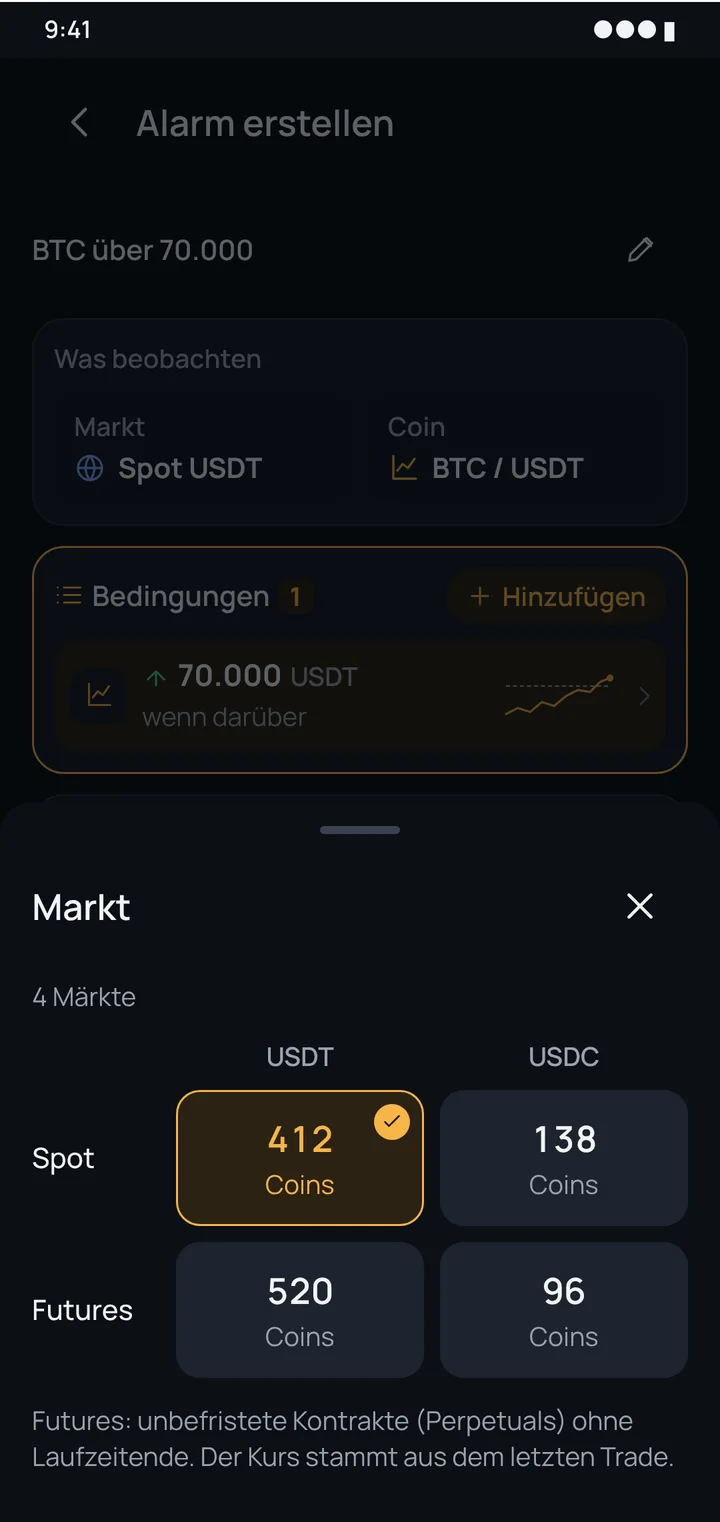 9:41
Alarm erstellen
BTC über 70.000
Was beobachten
Markt Coin
Spot USDT BTC / USDT
Bedingungen 1 + Hinzufügen
70.000 USDT
wenn darüber
Markt
4 Märkte
USDT USDC
412 138
Spot
Coins Coins
520 96
Futures
Coins Coins
Futures: unbefristete Kontrakte (Perpetuals) ohne
Laufzeitende. Der Kurs stammt aus dem letzten Trade.